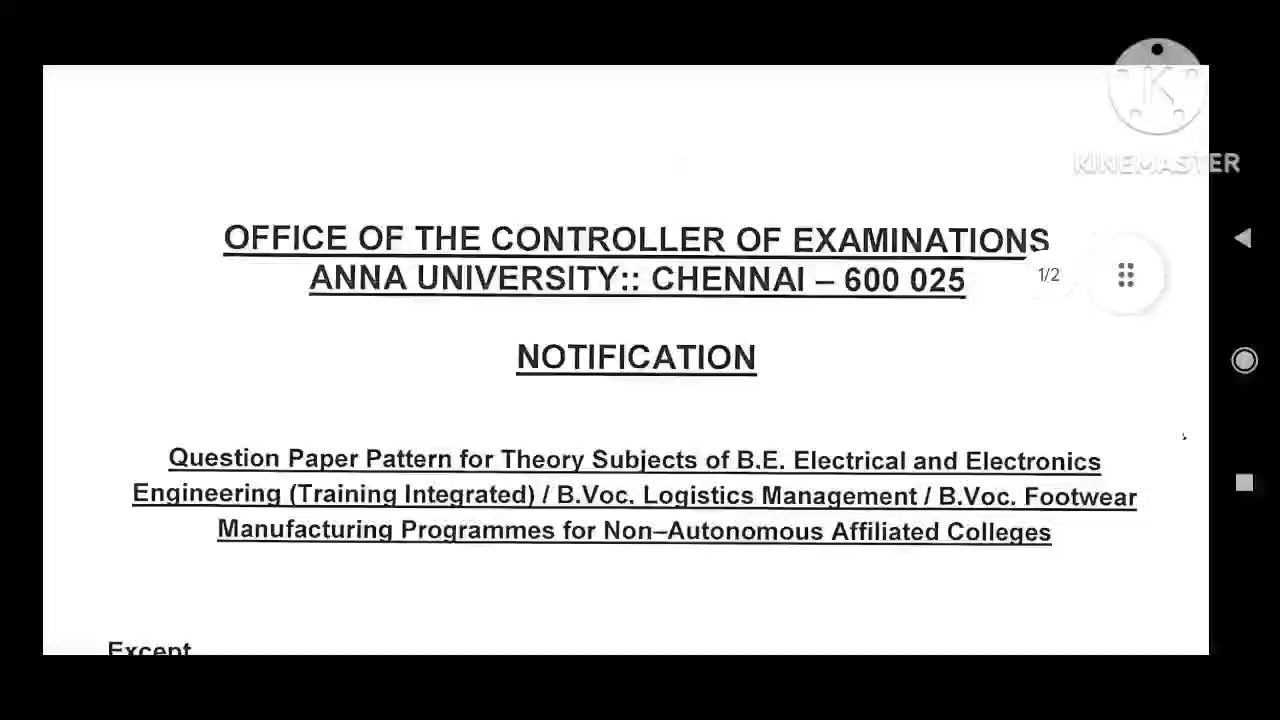 K
KINEMASTER
OFFICE OF THE CONTROLLER OF EXAMINATIONS
ANNA UNIVERSITY:: CHENNAI – 600 025
1/2
NOTIFICATION
Question Paper Pattern for Theory Subjects of B.E. Electrical and Electronics
Engineering (Training Integrated) / B.Voc. Logistics Management / B.Voc. Footwear
Manufacturing Programmes for Non–Autonomous Affiliated Colleges
Except